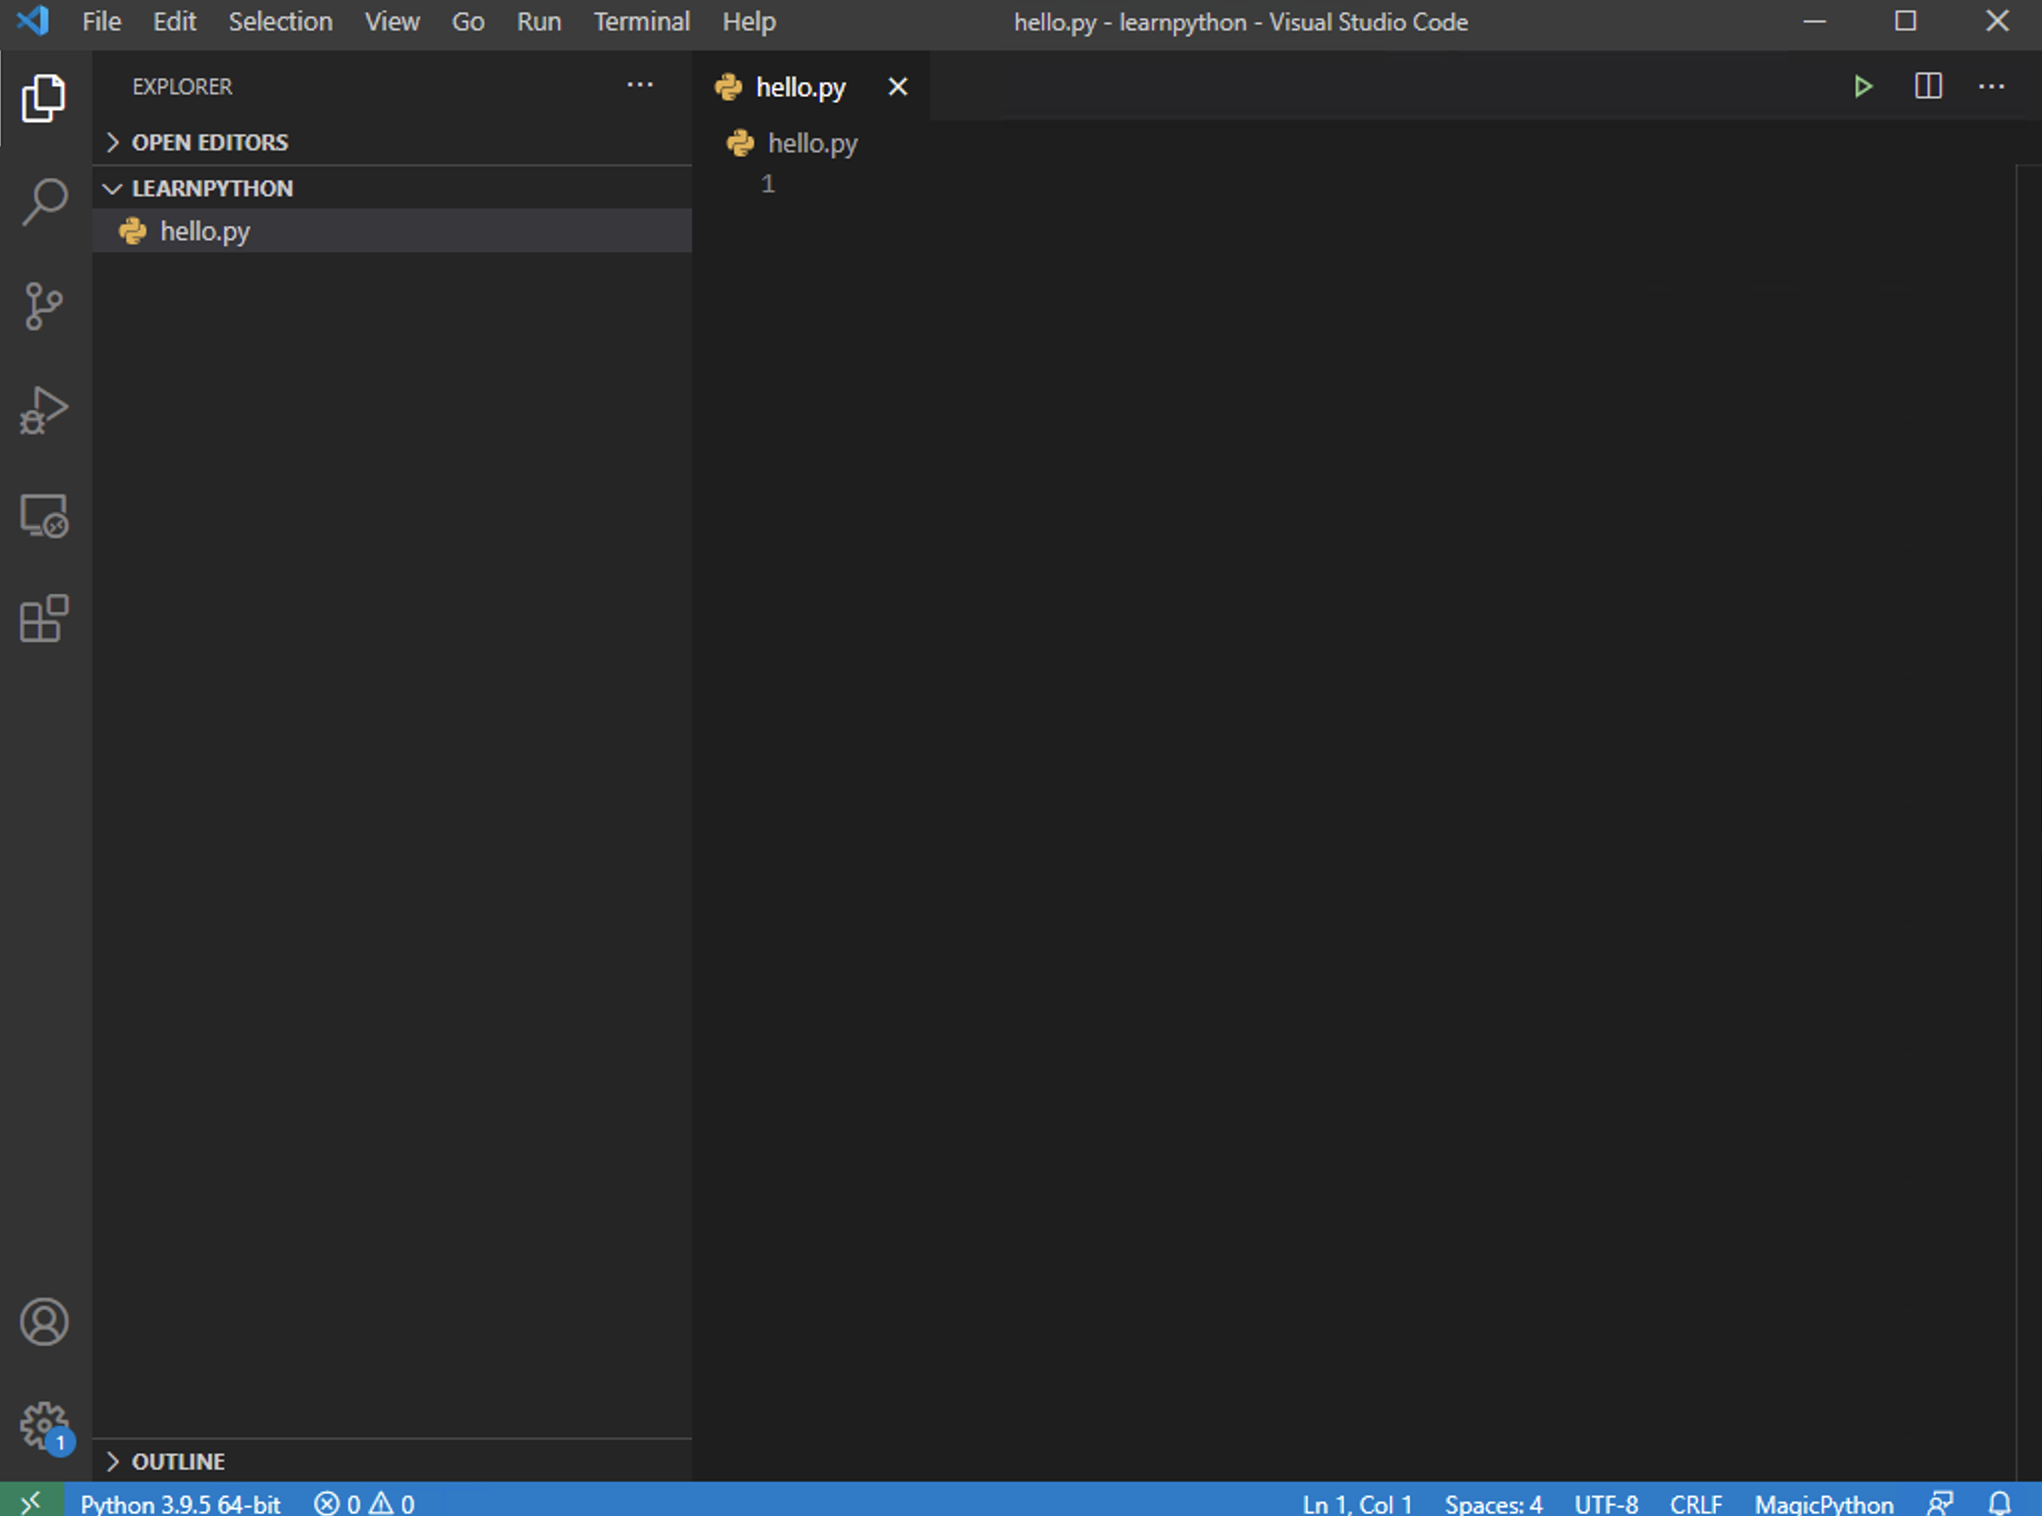 File Edit Selection View Go Run Terminal Help hello.py - learnpython - Visual Studio Code
EXPLORER
OPEN EDITORS
LEARNPYTHON
hello.py
hello.py
hello.py
1
1
OUTLINE
Python 3.9.5 64-bit 0 0 Ln 1, Col 1 Spaces: 4 UTF-8 CRLF MagicPython